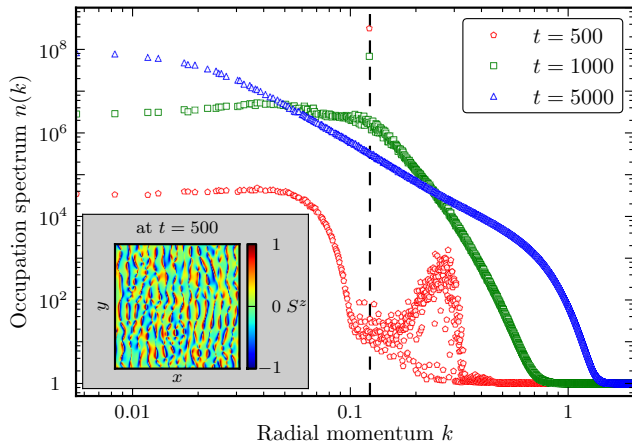 Occupation spectrum n(k)
10^8
10^6
10^4
10^2
1
t = 500
t = 1000
t = 5000
at t = 500
y
x
1
0
−1
S^z
0.01
0.1
1
Radial momentum k